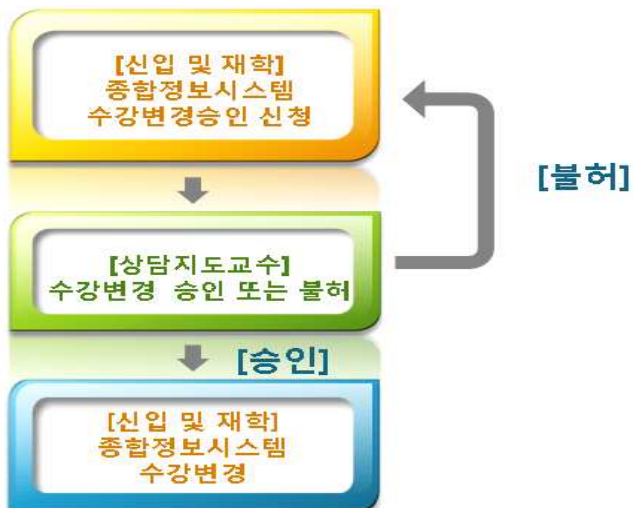 [신입 및 재학]
종합정보시스템
수강변경승인 신청
[불허]
[상담지도교수]
수강변경 승인 또는 불허
[승인]
[신입 및 재학]
종합정보시스템
수강변경